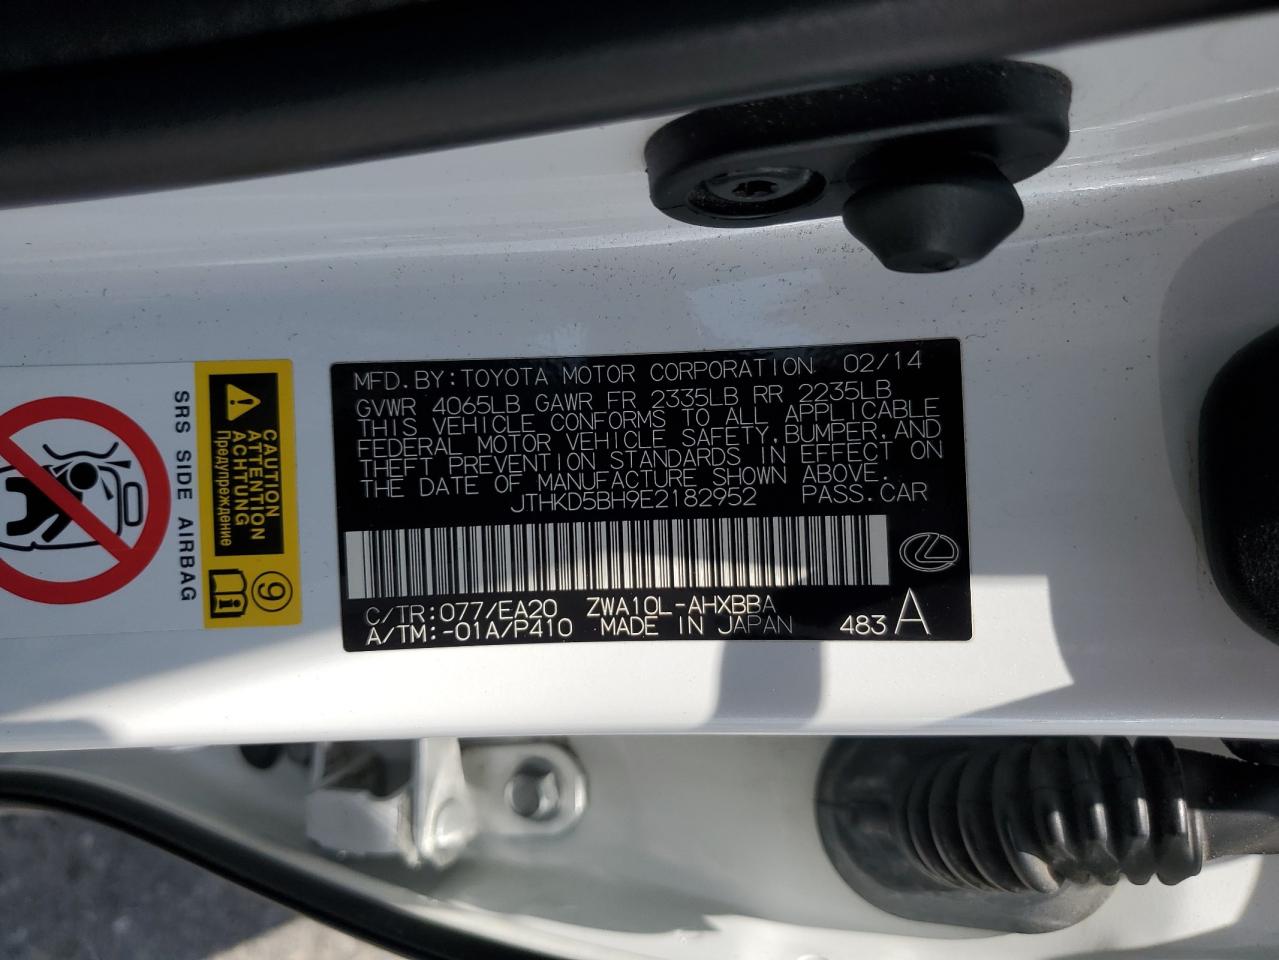 MFD.BY:TOYOTA MOTOR CORPORATION 02/14
GVWR 4065LB GAWR FR 2335LB RR 2235LB
THIS VEHICLE CONFORMS TO ALL APPLICABLE
FEDERAL MOTOR VEHICLE SAFETY,BUMPER,AND
THEFT PREVENTION STANDARDS IN EFFECT ON
THE DATE OF MANUFACTURE SHOWN ABOVE.
JTHKD5BH9E2182952 PASS.CAR
C/TR:077/EA20 ZWA10L-AHXBBA
A/TM:-01A/P410 MADE IN JAPAN 483 A
CAUTION
ATTENTION
ACHTUNG
Предупреждение
9
SRS SIDE AIRBAG